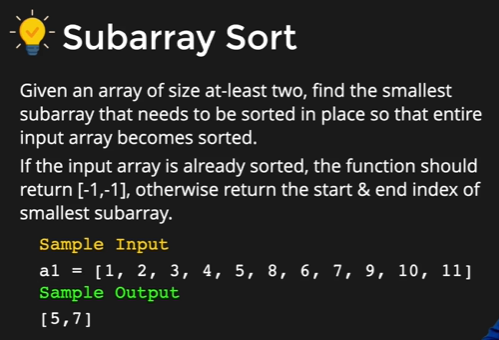 Subarray Sort
Given an array of size at-least two, find the smallest
subarray that needs to be sorted in place so that entire
input array becomes sorted.
If the input array is already sorted, the function should
return [-1,-1], otherwise return the start & end index of
smallest subarray.
Sample Input
a1 = [1, 2, 3, 4, 5, 8, 6, 7, 9, 10, 11]
Sample Output
[5,7]